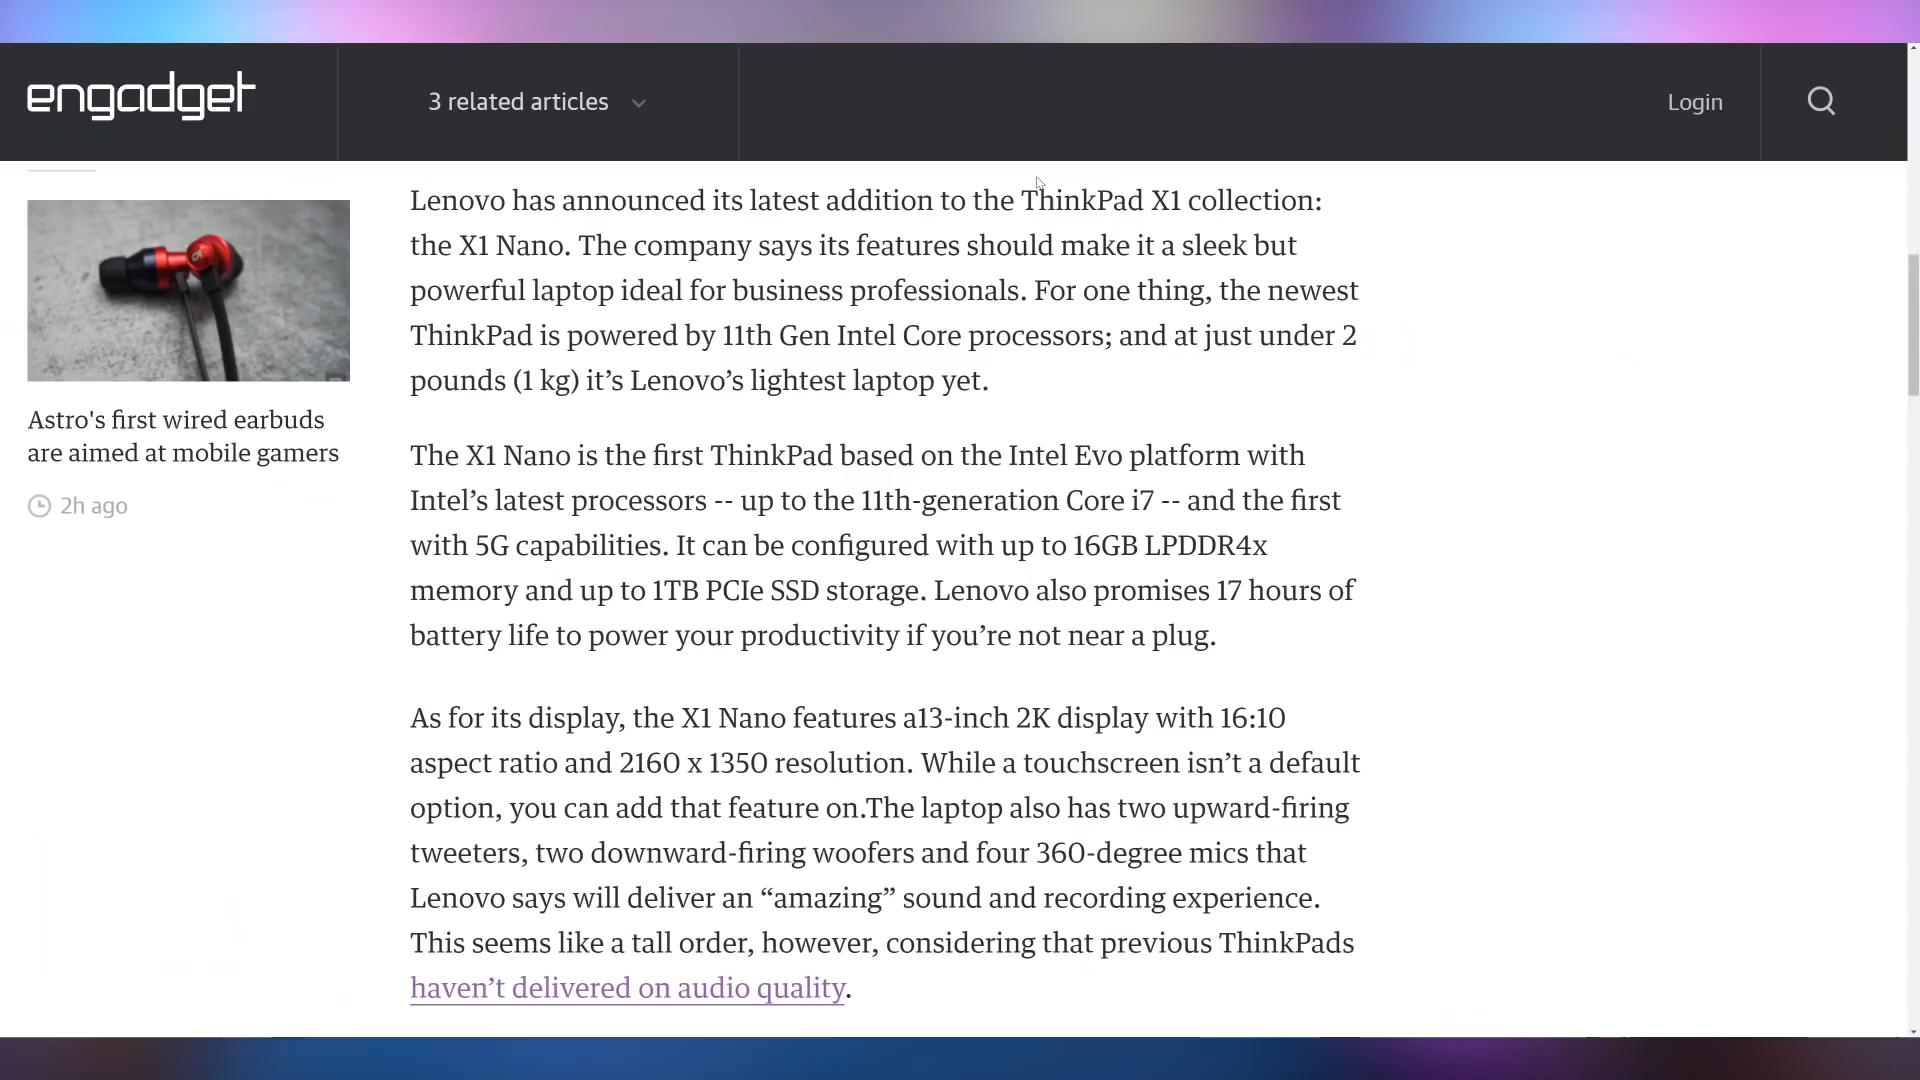 engadget
3 related articles
Login
Astro's first wired earbuds
are aimed at mobile gamers
2h ago
Lenovo has announced its latest addition to the ThinkPad X1 collection:
the X1 Nano. The company says its features should make it a sleek but
powerful laptop ideal for business professionals. For one thing, the newest
ThinkPad is powered by 11th Gen Intel Core processors; and at just under 2
pounds (1 kg) it’s Lenovo’s lightest laptop yet.
The X1 Nano is the first ThinkPad based on the Intel Evo platform with
Intel’s latest processors -- up to the 11th-generation Core i7 -- and the first
with 5G capabilities. It can be configured with up to 16GB LPDDR4x
memory and up to 1TB PCIe SSD storage. Lenovo also promises 17 hours of
battery life to power your productivity if you’re not near a plug.
As for its display, the X1 Nano features a13-inch 2K display with 16:10
aspect ratio and 2160 x 1350 resolution. While a touchscreen isn’t a default
option, you can add that feature on.The laptop also has two upward-firing
tweeters, two downward-firing woofers and four 360-degree mics that
Lenovo says will deliver an “amazing” sound and recording experience.
This seems like a tall order, however, considering that previous ThinkPads
haven’t delivered on audio quality.